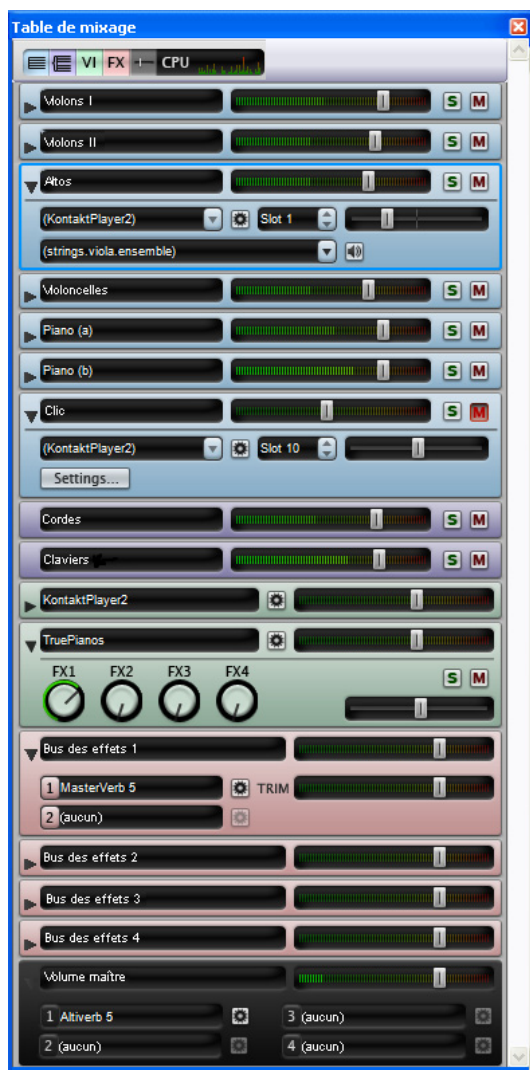 Table de mixage
VI FX CPU
Violons I S M
Violons II S M
Altos S M
(KontaktPlayer2) Slot 1
(strings.viola.ensemble)
Violoncelles S M
Piano (a) S M
Piano (b) S M
Clic S M
(KontaktPlayer2) Slot 10
Settings...
Cordes S M
Claviers S M
KontaktPlayer2
TruePianos
FX1 FX2 FX3 FX4 S M
Bus des effets 1
1 MasterVerb 5 TRIM
2 (aucun)
Bus des effets 2
Bus des effets 3
Bus des effets 4
Volume maître
1 Altiverb 5 3 (aucun)
2 (aucun) 4 (aucun)